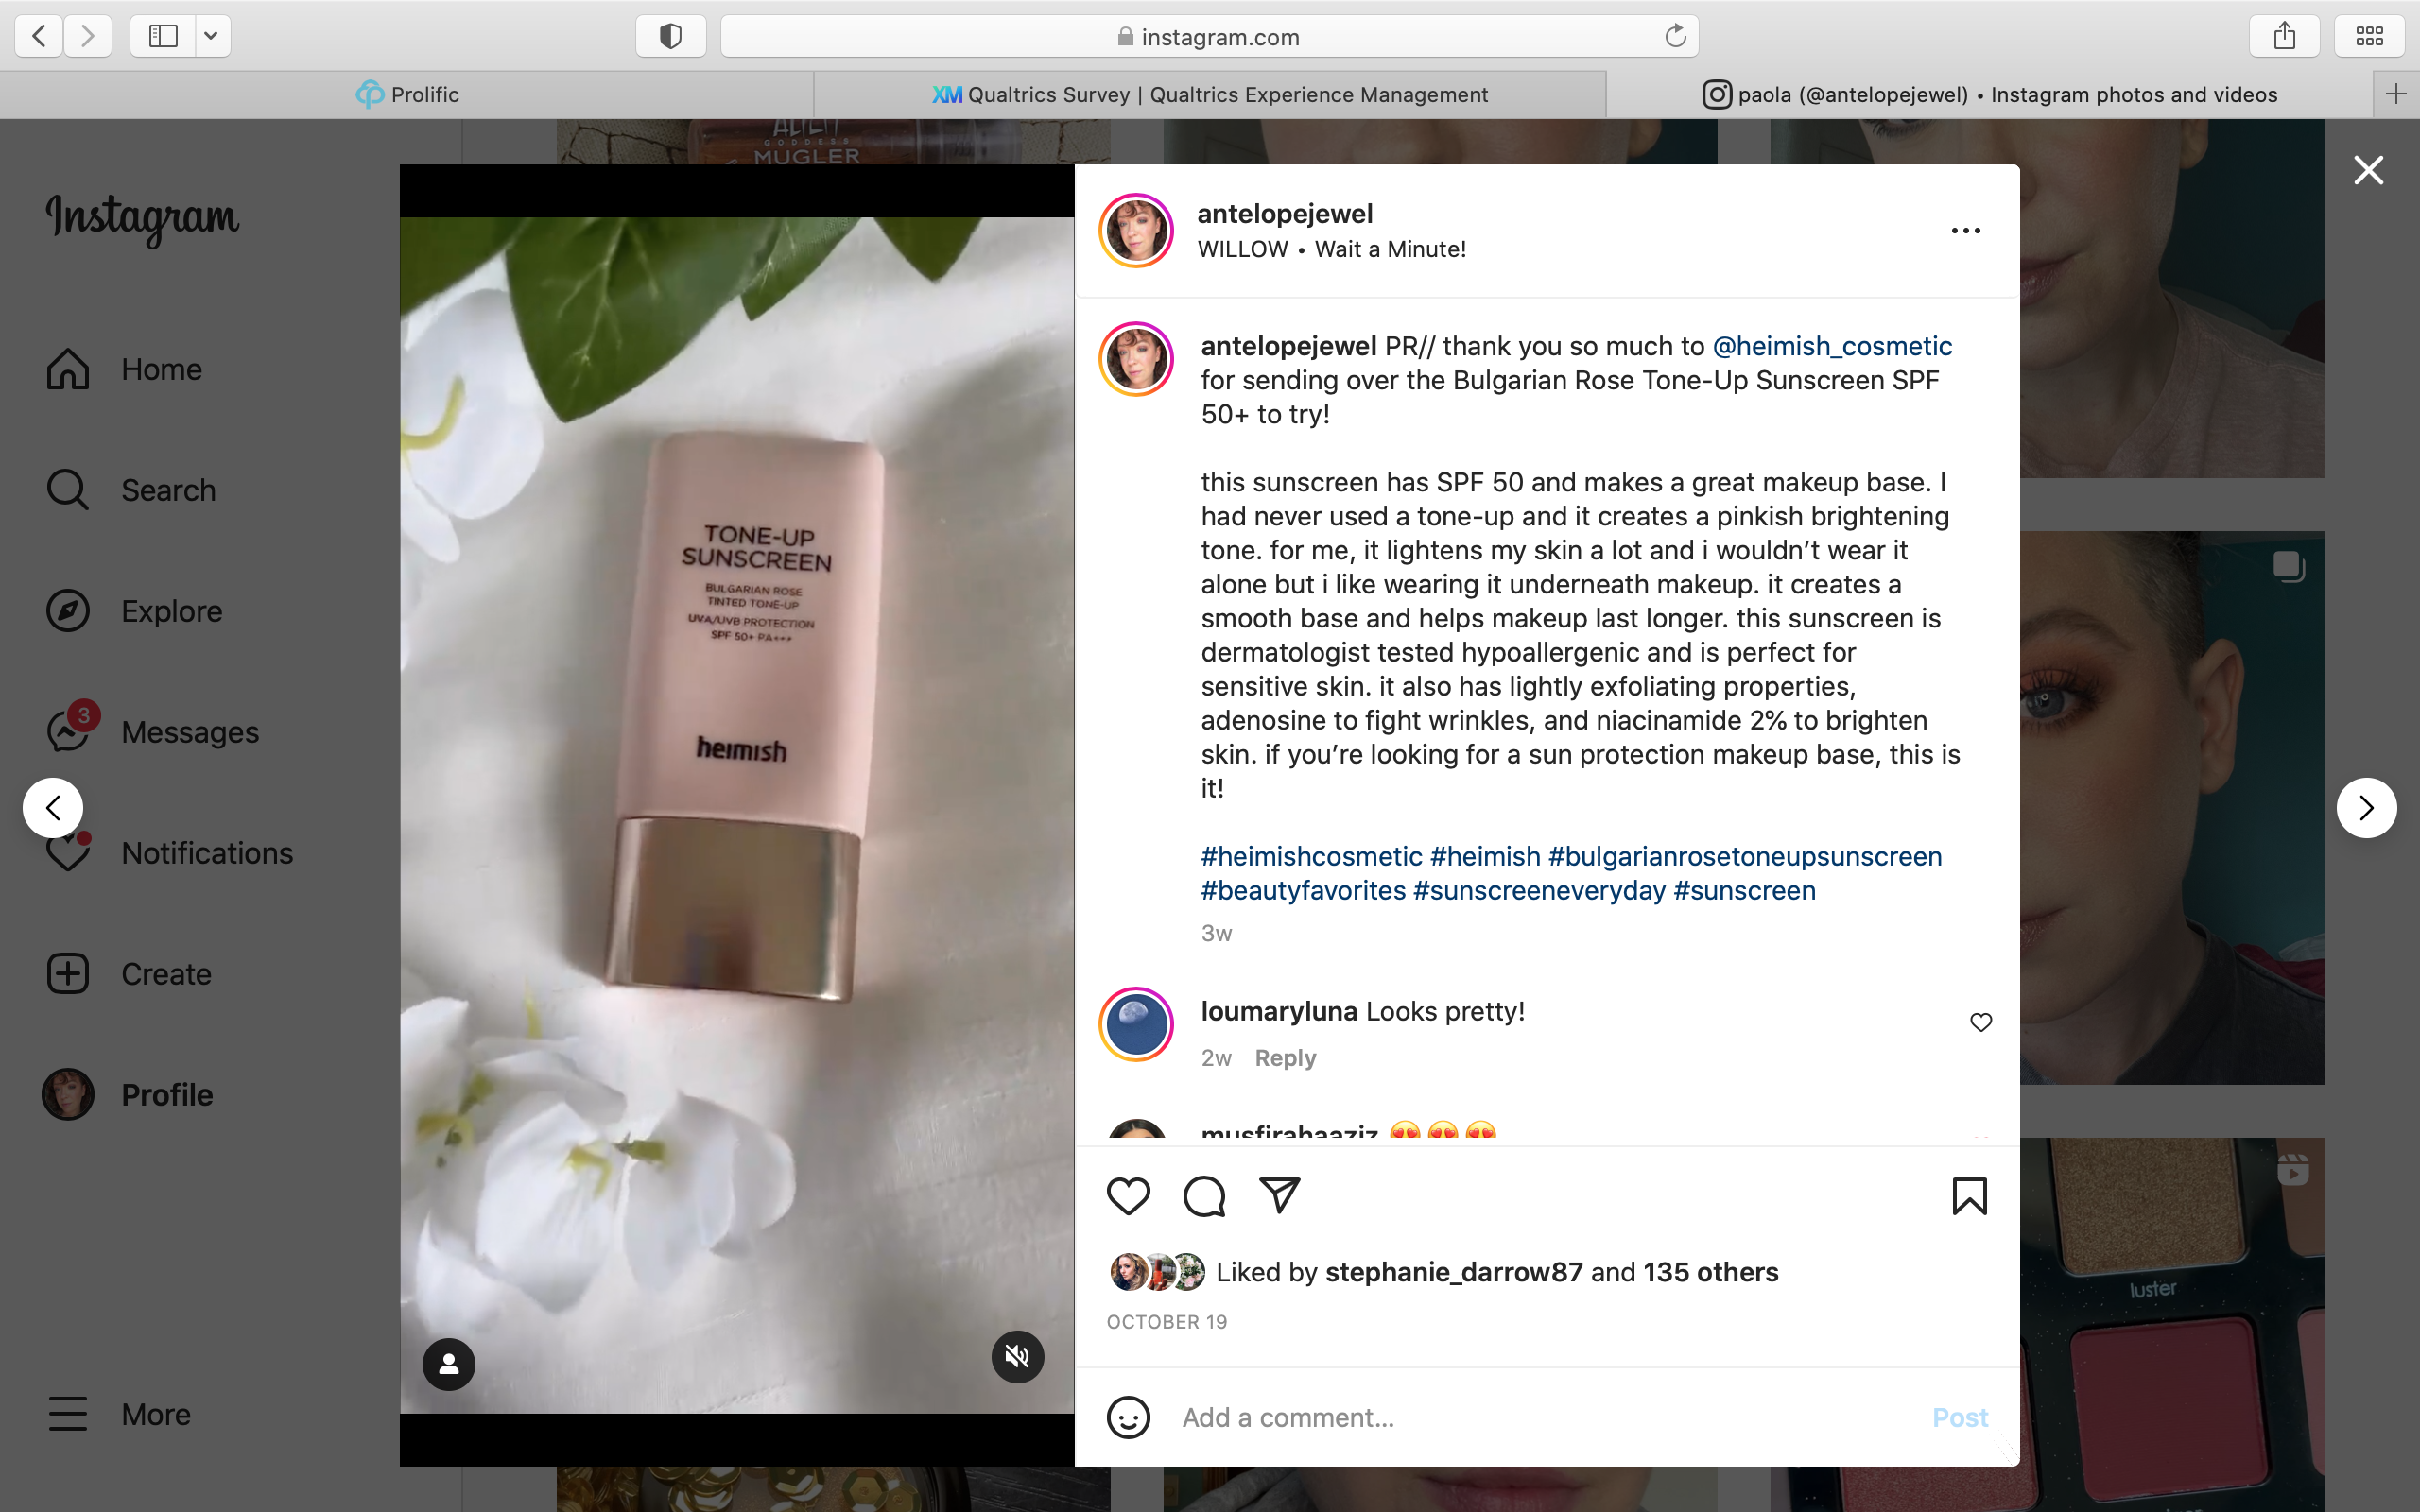 instagram.com
Prolific
XM Qualtrics Survey | Qualtrics Experience Management
paola (@antelopejewel) • Instagram photos and videos
ALIEN
GODDESS
MUGLER
Instagram
Home
Search
Explore
3
Messages
Notifications
Create
Profile
More
TONE-UP
SUNSCREEN
BULGARIAN ROSE
TINTED TONE-UP
UVA/UVB PROTECTION
SPF 50+ PA+++
heimish
antelopejewel
WILLOW • Wait a Minute!
antelopejewel PR// thank you so much to @heimish_cosmetic
for sending over the Bulgarian Rose Tone-Up Sunscreen SPF
50+ to try!
this sunscreen has SPF 50 and makes a great makeup base. I
had never used a tone-up and it creates a pinkish brightening
tone. for me, it lightens my skin a lot and i wouldn’t wear it
alone but i like wearing it underneath makeup. it creates a
smooth base and helps makeup last longer. this sunscreen is
dermatologist tested hypoallergenic and is perfect for
sensitive skin. it also has lightly exfoliating properties,
adenosine to fight wrinkles, and niacinamide 2% to brighten
skin. if you’re looking for a sun protection makeup base, this is
it!
#heimishcosmetic #heimish #bulgarianrosetoneupsunscreen
#beautyfavorites #sunscreeneveryday #sunscreen
3w
loumaryluna Looks pretty!
2w Reply
musfirahaaziz 😍 😍 😍
Liked by stephanie_darrow87 and 135 others
OCTOBER 19
Add a comment...
Post
luster